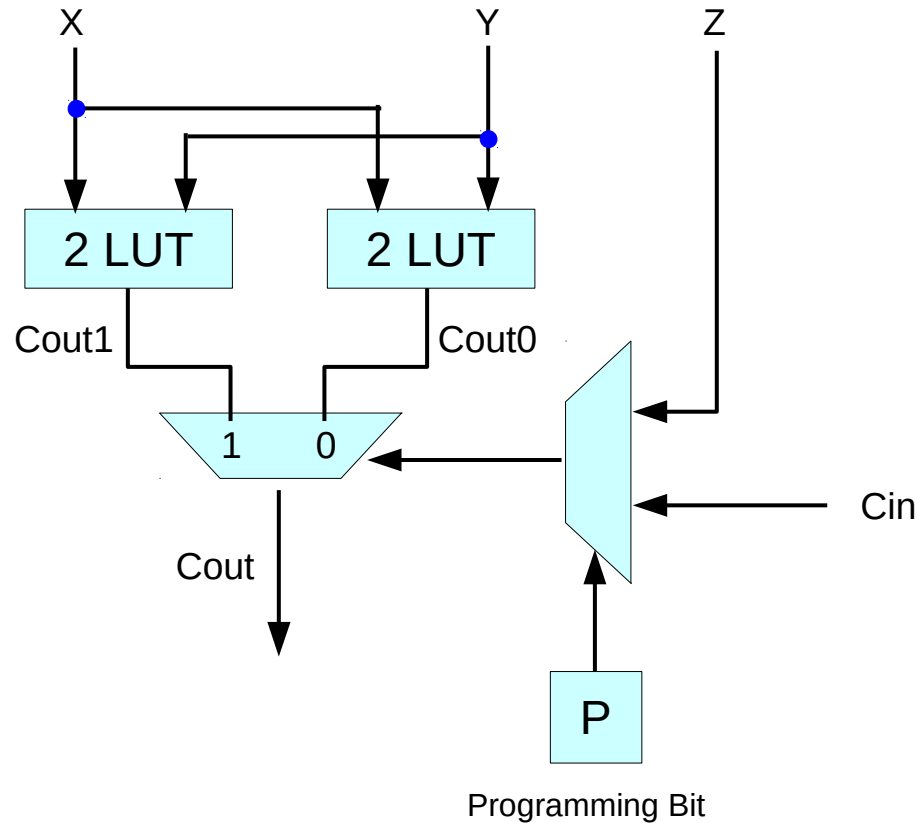 X
Y
Z
2 LUT
2 LUT
Cout1
Cout0
1
0
Cin
Cout
P
Programming Bit